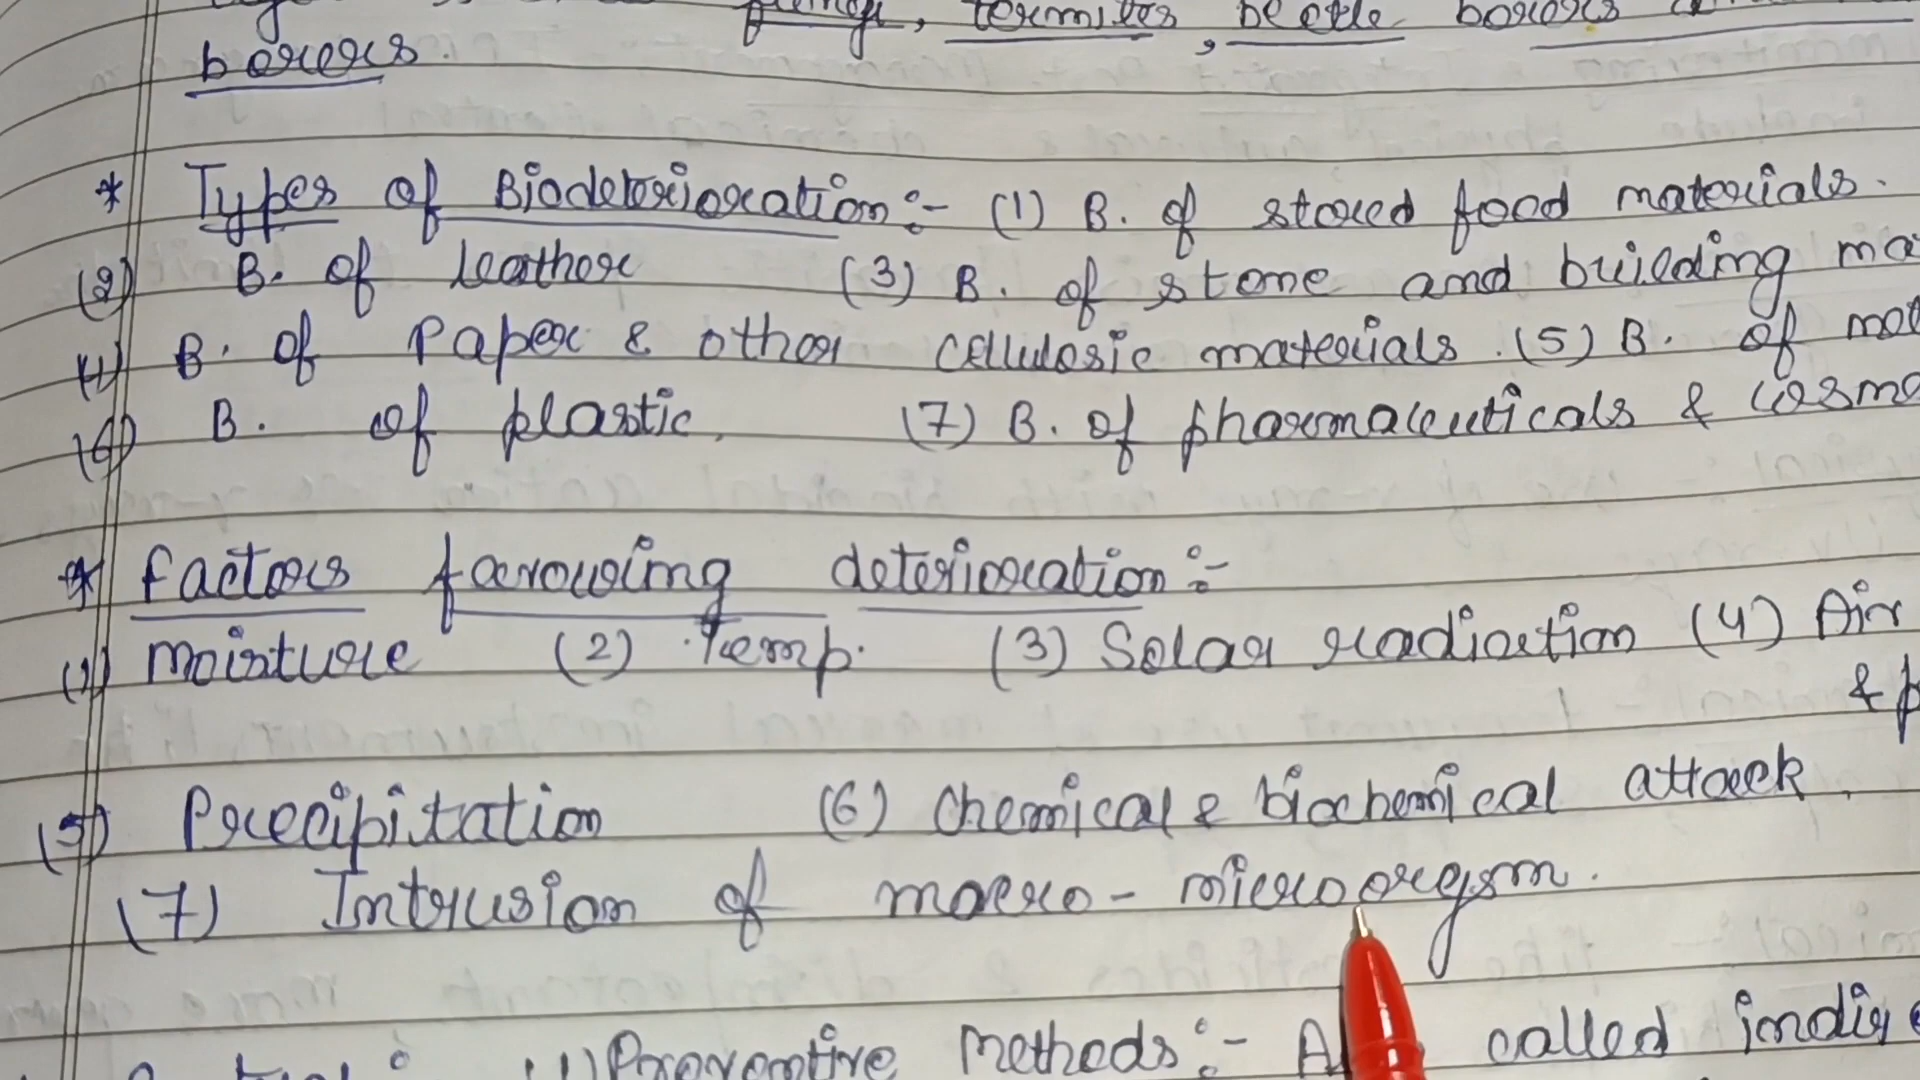 fungi, termites, beetle borers
borers.
* Types of Biodeterioration:- (1) B. of stored food materials.
(2) B. of leather (3) B. of stone and building ma
(4) B. of Paper & other cellulosic materials. (5) B. of
(6) B. of plastic. (7) B. of pharmaceuticals & Cosme
* factors favouring deterioration:-
(1) Moisture (2) Temp. (3) Solar radiation (4) Air
& p
(5) Precipitation (6) Chemical & biochemical attack.
(7) Intrusion of macro-microorgsm.
(1) Preventive Methods:- called